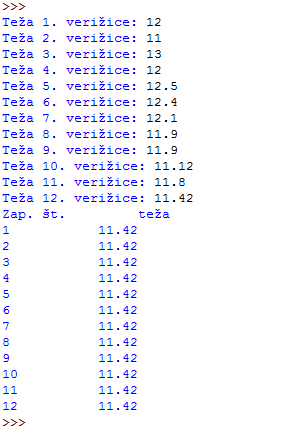 >>>
Teža 1. verižice: 12
Teža 2. verižice: 11
Teža 3. verižice: 13
Teža 4. verižice: 12
Teža 5. verižice: 12.5
Teža 6. verižice: 12.4
Teža 7. verižice: 12.1
Teža 8. verižice: 11.9
Teža 9. verižice: 11.9
Teža 10. verižice: 11.12
Teža 11. verižice: 11.8
Teža 12. verižice: 11.42
Zap. št. teža
1 11.42
2 11.42
3 11.42
4 11.42
5 11.42
6 11.42
7 11.42
8 11.42
9 11.42
10 11.42
11 11.42
12 11.42
>>>